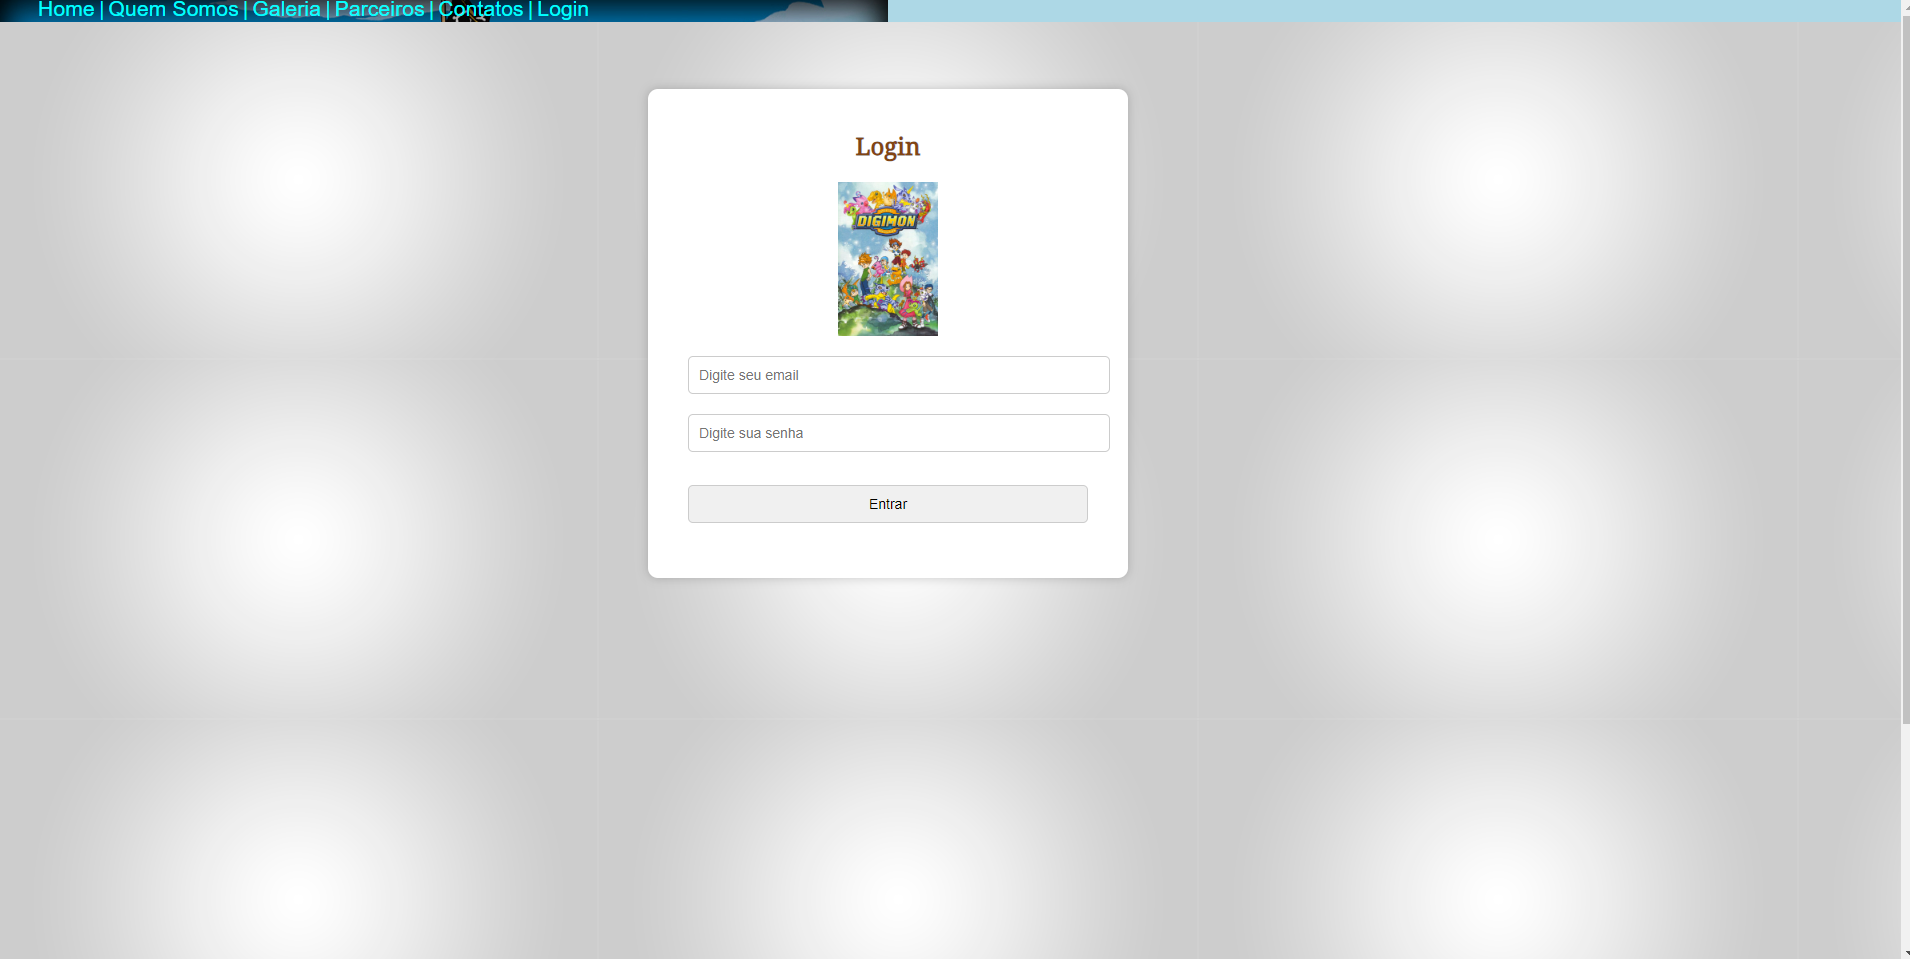 Home | Quem Somos | Galeria | Parceiros | Contatos | Login
Login
DIGIMON
Digite seu email
Digite sua senha
Entrar